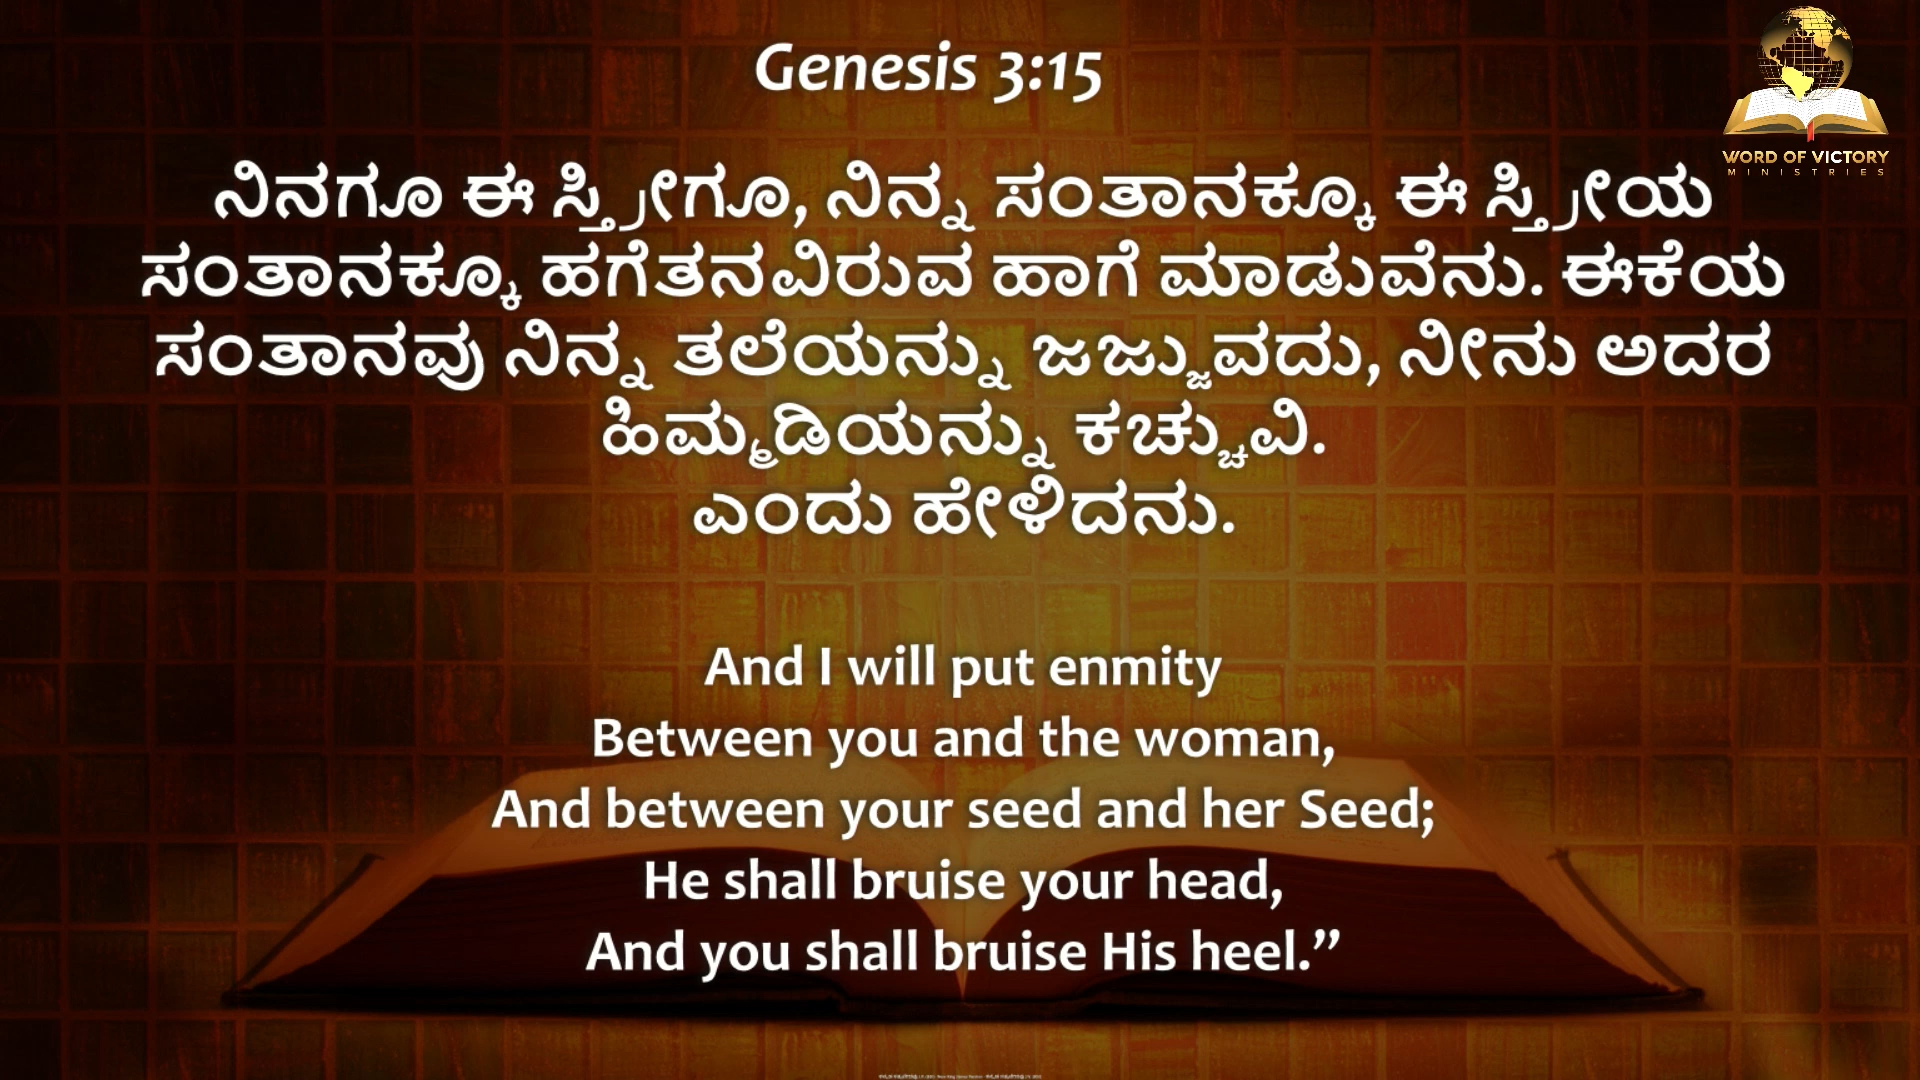 Genesis 3:15
WORD OF VICTORY
MINISTRIES
ನಿನಗೂ ಈ ಸ್ತ್ರೀಗೂ, ನಿನ್ನ ಸಂತಾನಕ್ಕೂ ಈ ಸ್ತ್ರೀಯ
ಸಂತಾನಕ್ಕೂ ಹಗೆತನವಿರುವ ಹಾಗೆ ಮಾಡುವೆನು. ಈಕೆಯ
ಸಂತಾನವು ನಿನ್ನ ತಲೆಯನ್ನು ಜಜ್ಜುವದು, ನೀನು ಅದರ
ಹಿಮ್ಮಡಿಯನ್ನು ಕಚ್ಚುವಿ.
ಎಂದು ಹೇಳಿದನು.
And I will put enmity
Between you and the woman,
And between your seed and her Seed;
He shall bruise your head,
And you shall bruise His heel.”